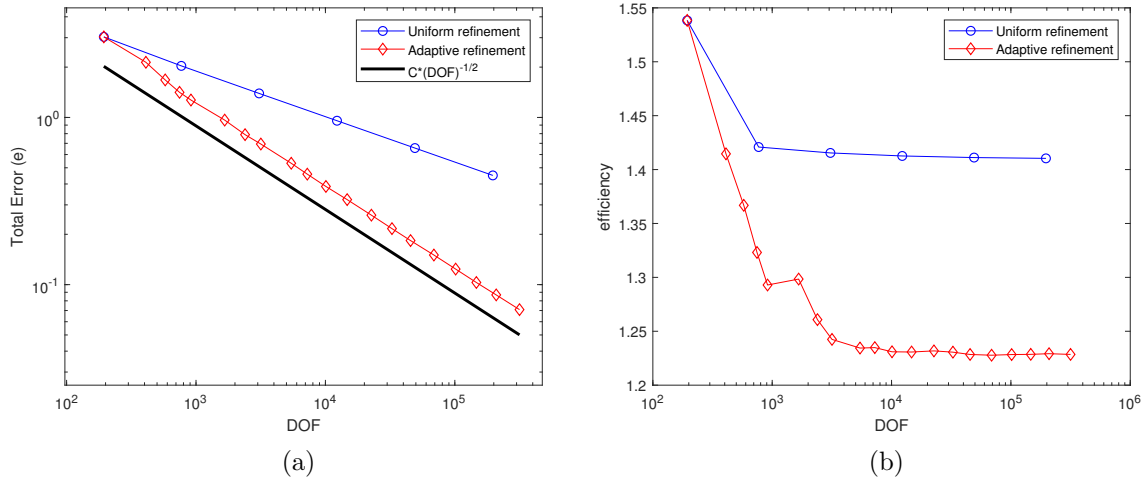 Uniform refinement
Adaptive refinement
C*(DOF)^-1/2
Total Error (e)
10^0
10^-1
10^2
10^3
10^4
10^5
DOF
(a)
Uniform refinement
Adaptive refinement
efficiency
1.55
1.5
1.45
1.4
1.35
1.3
1.25
1.2
10^2
10^3
10^4
10^5
10^6
DOF
(b)